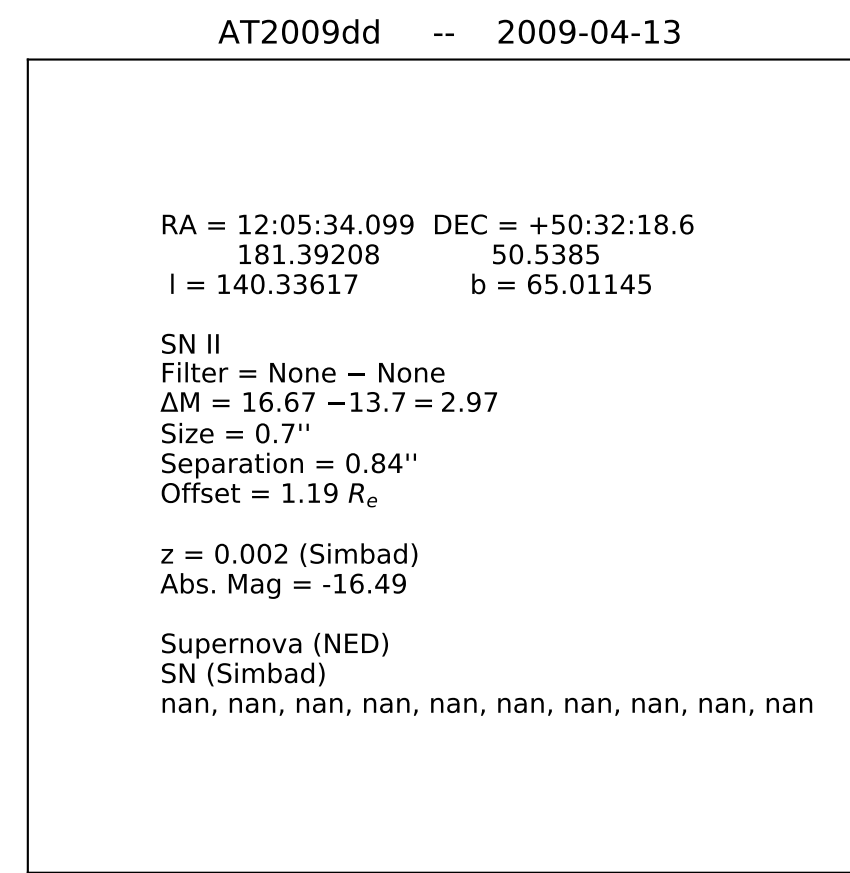 AT2009dd -- 2009-04-13
RA = 12:05:34.099 DEC = +50:32:18.6
181.39208 50.5385
l = 140.33617 b = 65.01145
SN II
Filter = None − None
ΔM = 16.67 −13.7 = 2.97
Size = 0.7''
Separation = 0.84''
Offset = 1.19 Rₑ
z = 0.002 (Simbad)
Abs. Mag = -16.49
Supernova (NED)
SN (Simbad)
nan, nan, nan, nan, nan, nan, nan, nan, nan, nan